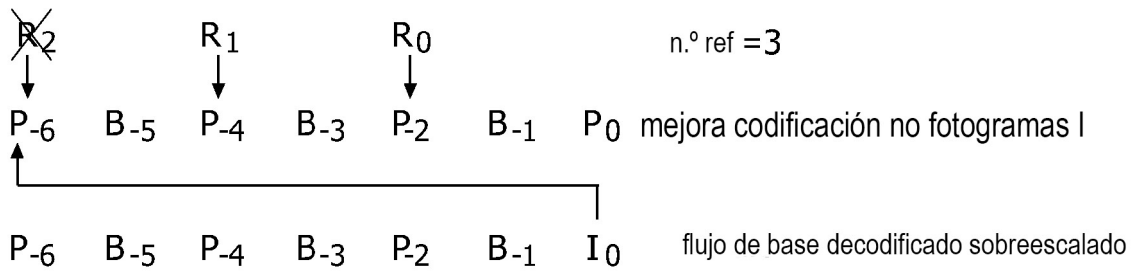 R2 R1 R0 n.º ref = 3
P-6 B-5 P-4 B-3 P-2 B-1 P0 mejora codificación no fotogramas I
P-6 B-5 P-4 B-3 P-2 B-1 I0 flujo de base decodificado sobreescalado